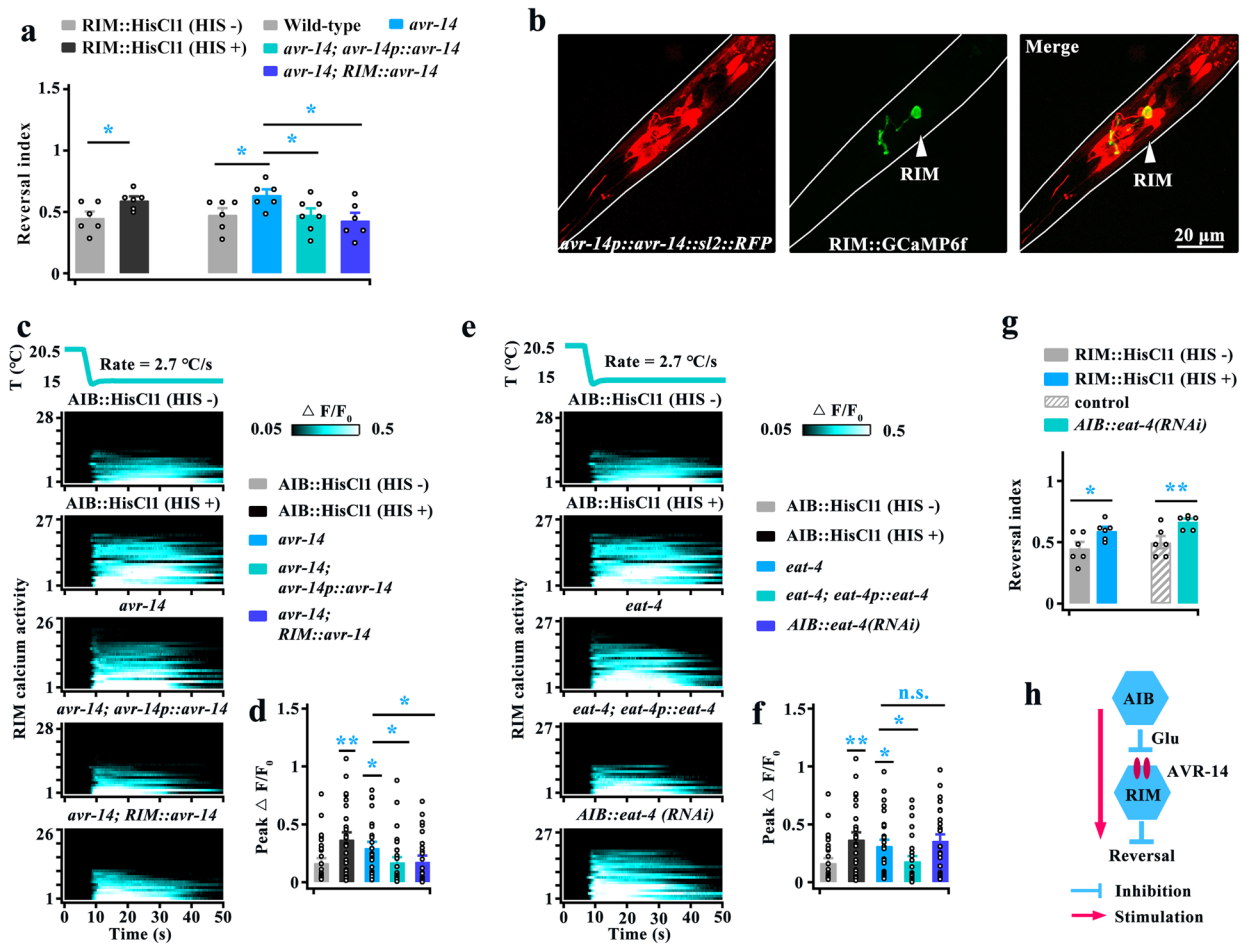 a
RIM::HisCl1 (HIS -)
RIM::HisCl1 (HIS +)
Wild-type
avr-14
avr-14; avr-14p::avr-14
avr-14; RIM::avr-14
Reversal index
1.5
1
0.5
0
*
*
*
*
b
avr-14p::avr-14::sl2::RFP
RIM
RIM::GCaMP6f
Merge
RIM
20 μm
c
T (℃)
20.5
15
Rate = 2.7 ℃/s
AIB::HisCl1 (HIS -)
28
1
AIB::HisCl1 (HIS +)
27
1
avr-14
26
1
avr-14; avr-14p::avr-14
28
1
avr-14; RIM::avr-14
26
1
RIM calcium activity
0 10 20 30 40 50
Time (s)
△ F/F0
0.05 0.5
AIB::HisCl1 (HIS -)
AIB::HisCl1 (HIS +)
avr-14
avr-14;
avr-14p::avr-14
avr-14;
RIM::avr-14
d
Peak △ F/F0
1.5
1
0.5
0
**
*
*
*
e
T (℃)
20.5
15
Rate = 2.7 ℃/s
AIB::HisCl1 (HIS -)
28
1
AIB::HisCl1 (HIS +)
27
1
eat-4
27
1
eat-4; eat-4p::eat-4
29
1
AIB::eat-4 (RNAi)
26
1
RIM calcium activity
0 10 20 30 40 50
Time (s)
△ F/F0
0.05 0.5
AIB::HisCl1 (HIS -)
AIB::HisCl1 (HIS +)
eat-4
eat-4; eat-4p::eat-4
AIB::eat-4(RNAi)
f
Peak △ F/F0
1.5
1
0.5
0
**
*
*
n.s.
g
RIM::HisCl1 (HIS -)
RIM::HisCl1 (HIS +)
control
AIB::eat-4(RNAi)
Reversal index
1
0.5
0
*
**
h
AIB
Glu
AVR-14
RIM
Reversal
Inhibition
Stimulation